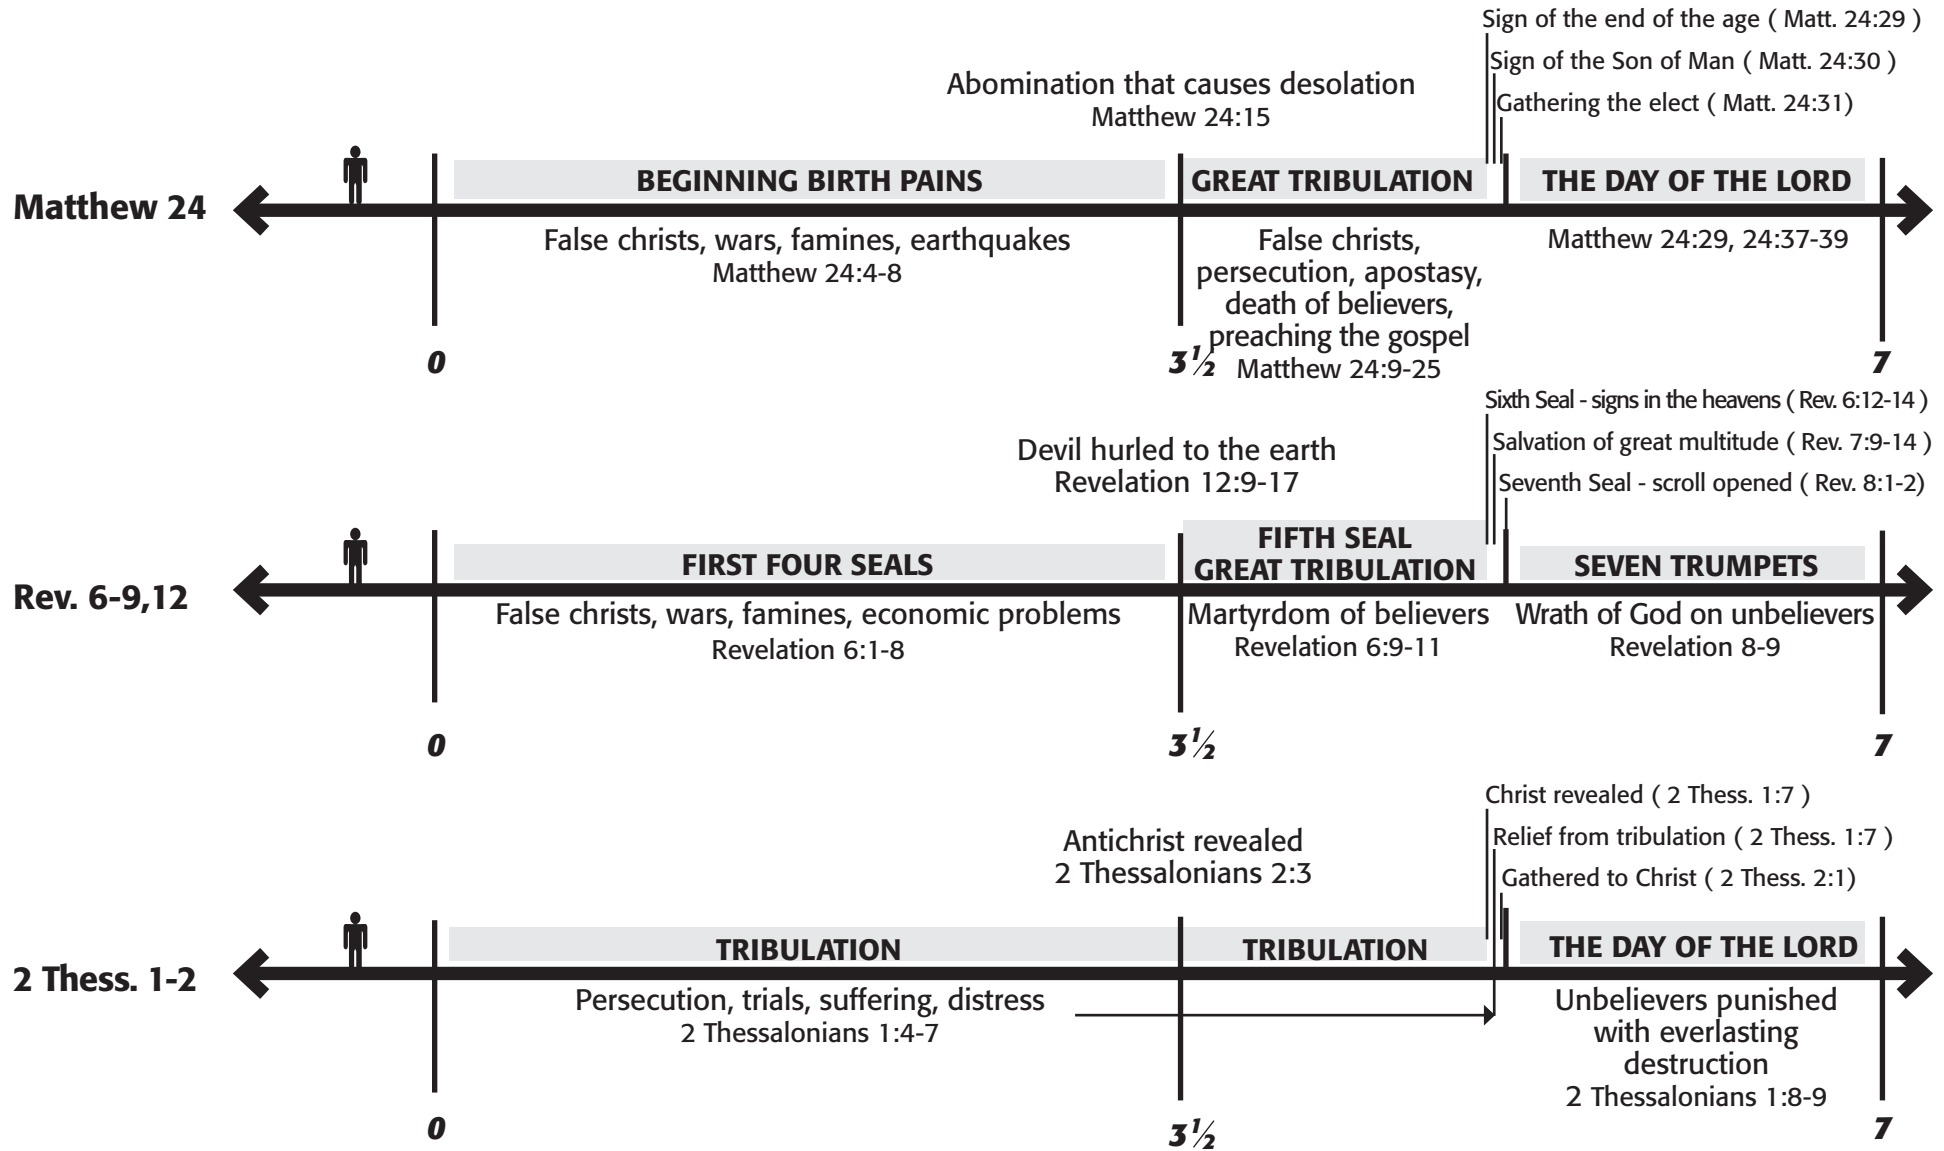 Sign of the end of the age ( Matt. 24:29 )
Sign of the Son of Man ( Matt. 24:30 )
Gathering the elect ( Matt. 24:31)
Abomination that causes desolation
Matthew 24:15
Matthew 24
BEGINNING BIRTH PAINS
GREAT TRIBULATION
THE DAY OF THE LORD
False christs, wars, famines, earthquakes
Matthew 24:4-8
False christs,
persecution, apostasy,
death of believers,
preaching the gospel
Matthew 24:9-25
Matthew 24:29, 24:37-39
0
3 ½
7
Sixth Seal - signs in the heavens ( Rev. 6:12-14 )
Salvation of great multitude ( Rev. 7:9-14 )
Seventh Seal - scroll opened ( Rev. 8:1-2)
Devil hurled to the earth
Revelation 12:9-17
Rev. 6-9,12
FIRST FOUR SEALS
FIFTH SEAL
GREAT TRIBULATION
SEVEN TRUMPETS
False christs, wars, famines, economic problems
Revelation 6:1-8
Martyrdom of believers
Revelation 6:9-11
Wrath of God on unbelievers
Revelation 8-9
0
3 ½
7
Christ revealed ( 2 Thess. 1:7 )
Relief from tribulation ( 2 Thess. 1:7 )
Gathered to Christ ( 2 Thess. 2:1)
Antichrist revealed
2 Thessalonians 2:3
2 Thess. 1-2
TRIBULATION
TRIBULATION
THE DAY OF THE LORD
Persecution, trials, suffering, distress
2 Thessalonians 1:4-7
Unbelievers punished
with everlasting
destruction
2 Thessalonians 1:8-9
0
3 ½
7